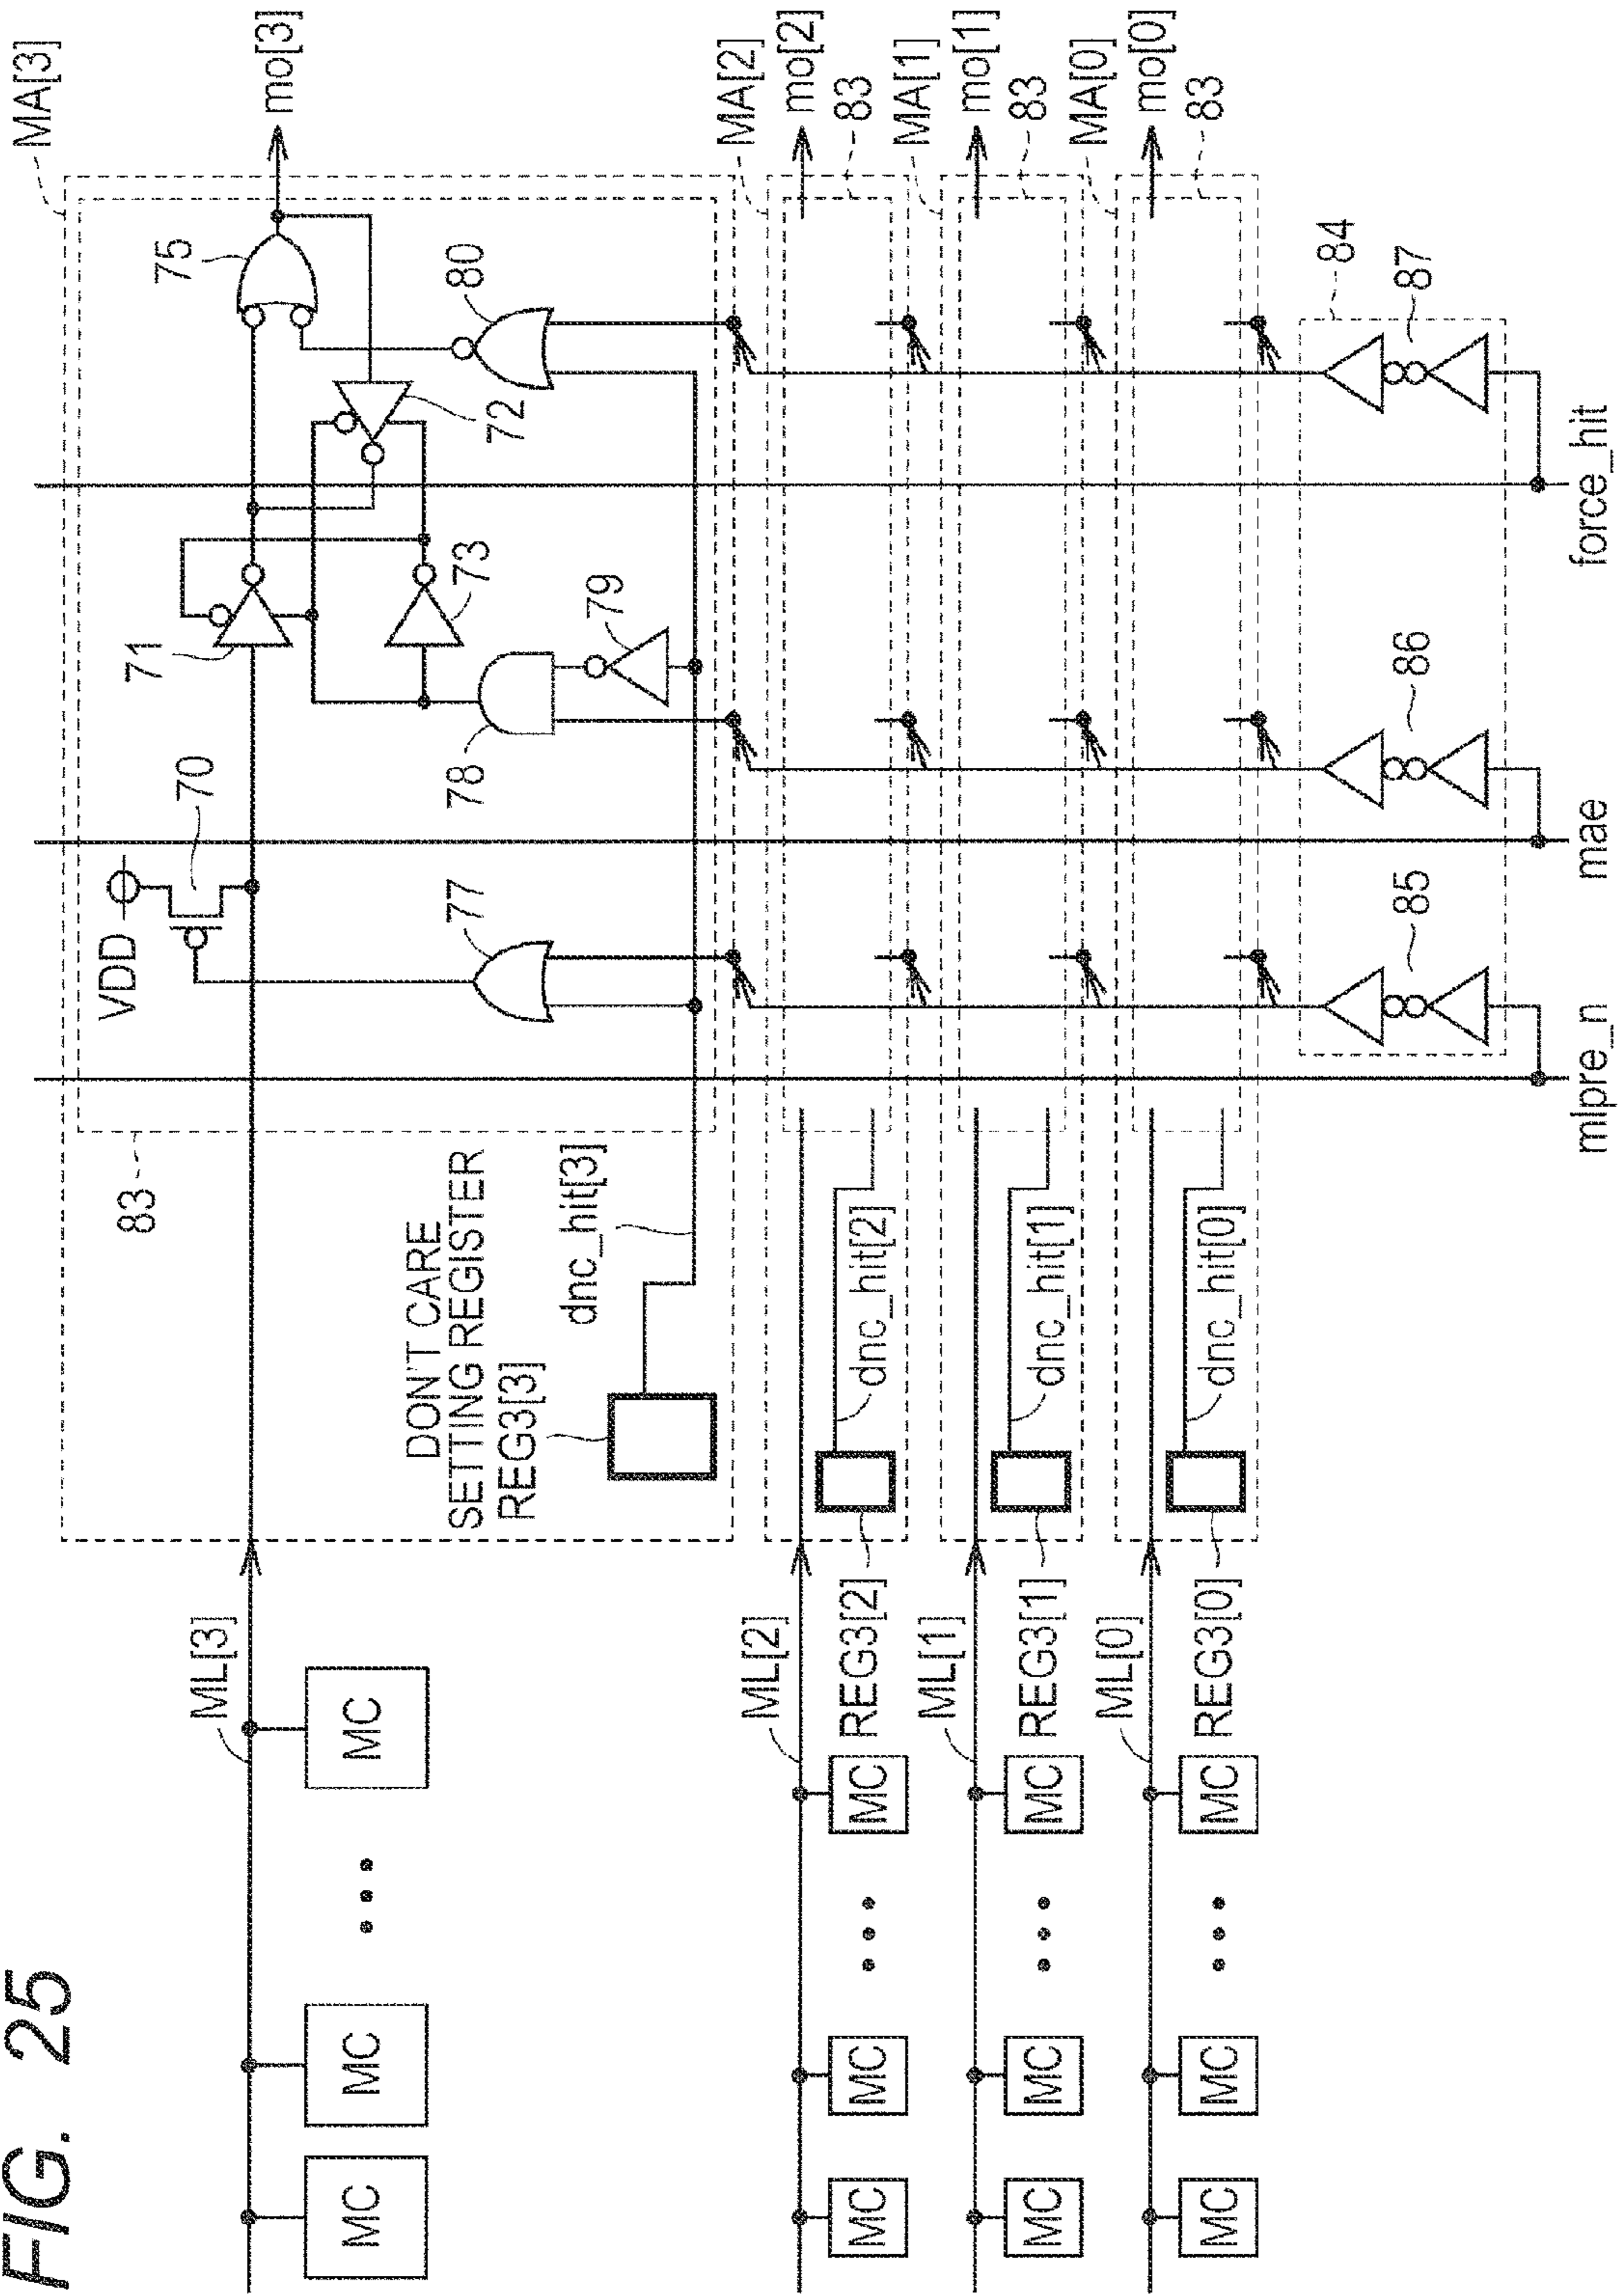 FIG. 25
MA[3]
83
VDD
70
71
75
mo[3]
ML[3]
MC
MC
MC
77
73
72
80
78
79
DON'T CARE
SETTING REGISTER
REG3[3]
dnc_hit[3]
MA[2]
mo[2]
83
ML[2]
MC
MC
MC
REG3[2]
dnc_hit[2]
MA[1]
mo[1]
83
ML[1]
MC
MC
MC
REG3[1]
dnc_hit[1]
MA[0]
mo[0]
83
ML[0]
MC
MC
MC
REG3[0]
dnc_hit[0]
84
85
86
87
mlpre_n
mae
force_hit